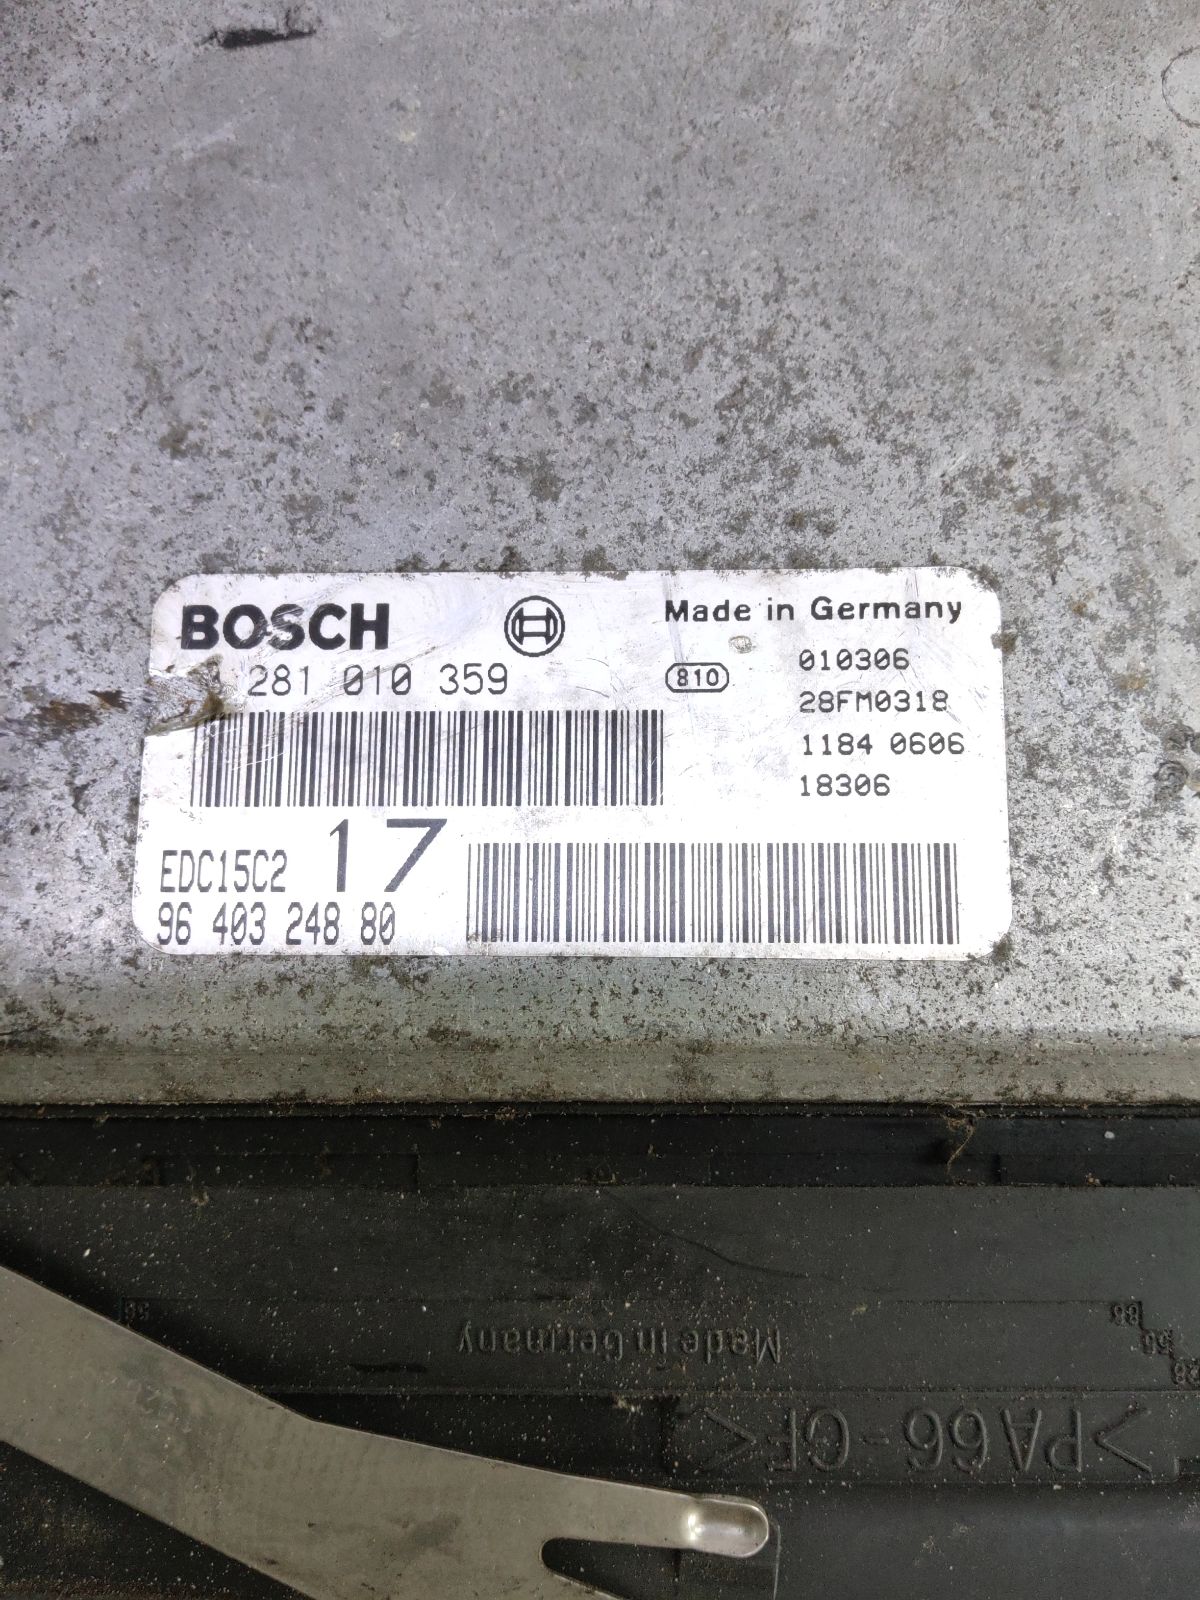 BOSCH
Made in Germany
281 010 359
810
010306
28FM0318
1184 0606
18306
EDC15C2
17
96 403 248 80
Made in Germany
>PA66-GF<